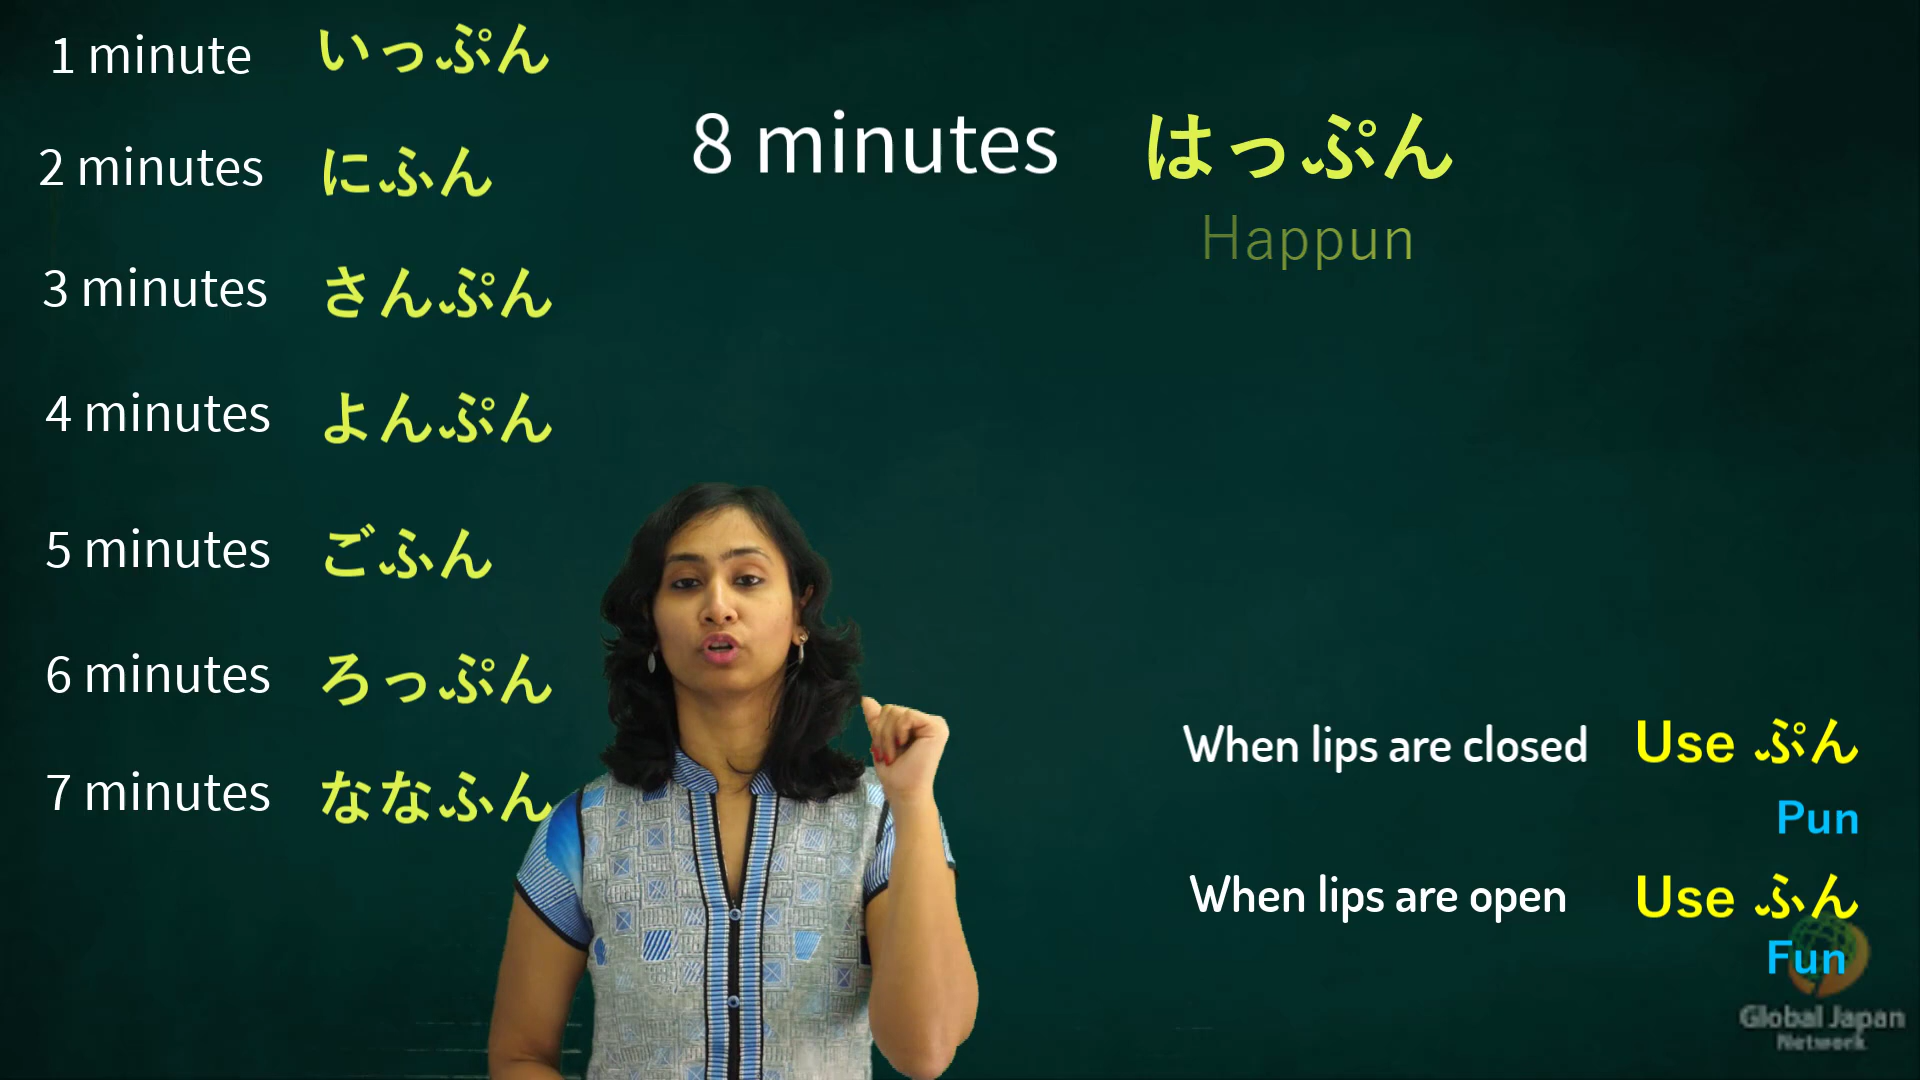 1 minute いっぷん
2 minutes にふん
3 minutes さんぷん
4 minutes よんぷん
5 minutes ごふん
6 minutes ろっぷん
7 minutes ななふん
8 minutes はっぷん
Happun
When lips are closed Use ぷん
Pun
When lips are open Use ふん
Fun
Global Japan
Network